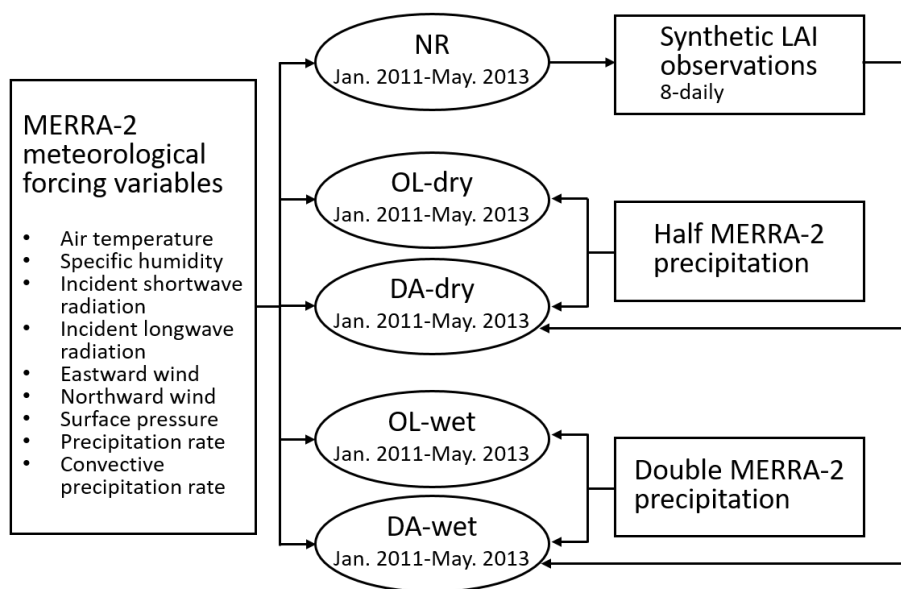 MERRA-2
meteorological
forcing variables
• Air temperature
• Specific humidity
• Incident shortwave
radiation
• Incident longwave
radiation
• Eastward wind
• Northward wind
• Surface pressure
• Precipitation rate
• Convective
precipitation rate
NR
Jan. 2011-May. 2013
Synthetic LAI
observations
8-daily
OL-dry
Jan. 2011-May. 2013
DA-dry
Jan. 2011-May. 2013
Half MERRA-2
precipitation
OL-wet
Jan. 2011-May. 2013
DA-wet
Jan. 2011-May. 2013
Double MERRA-2
precipitation